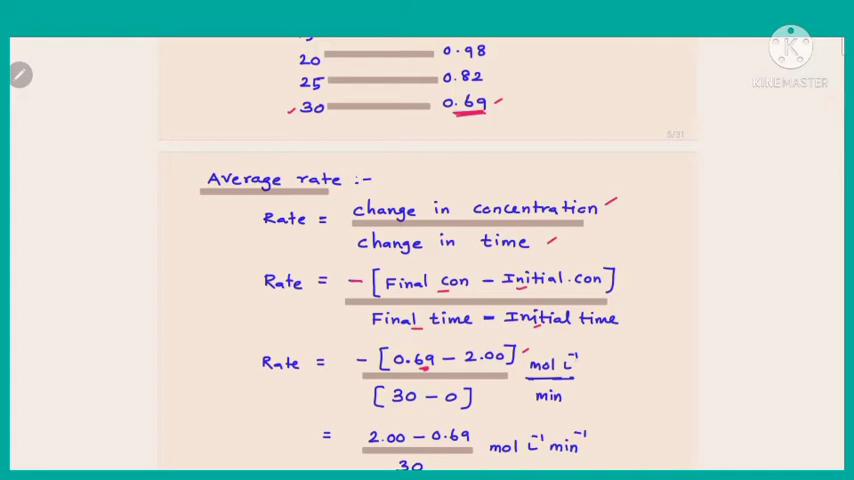 20 0.98
25 0.82
30 0.69
5/31
Average rate :-
Rate = change in concentration
change in time
Rate = - [Final con - Initial.con]
Final time - Initial time
Rate = - [0.69 - 2.00] mol L⁻¹
[30 - 0] min
= 2.00 - 0.69 mol L⁻¹ min⁻¹
30
K
KINEMASTER